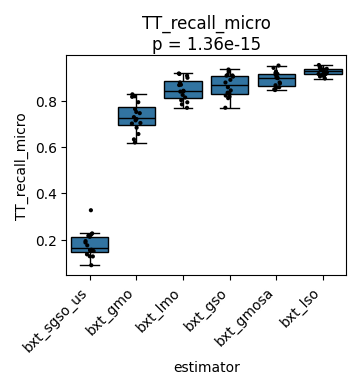 TT_recall_micro
p = 1.36e-15
TT_recall_micro
0.8
0.6
0.4
0.2
bxt_sgso_us
bxt_gmo
bxt_lmo
bxt_gso
bxt_gmosa
bxt_lso
estimator